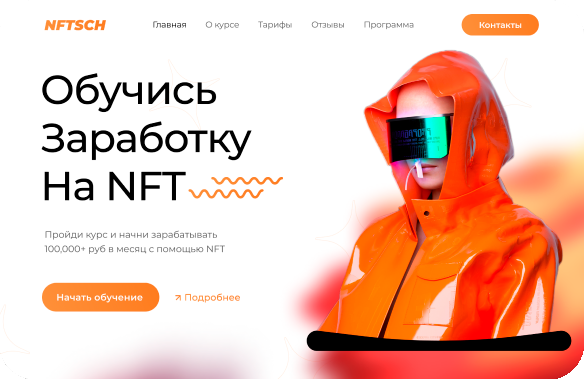 NFTSCH
Главная О курсе Тарифы Отзывы Программа
Контакты
Обучись
Заработку
На NFT
Пройди курс и начни зарабатывать
100,000+ руб в месяц с помощью NFT
Начать обучение
Подробнее